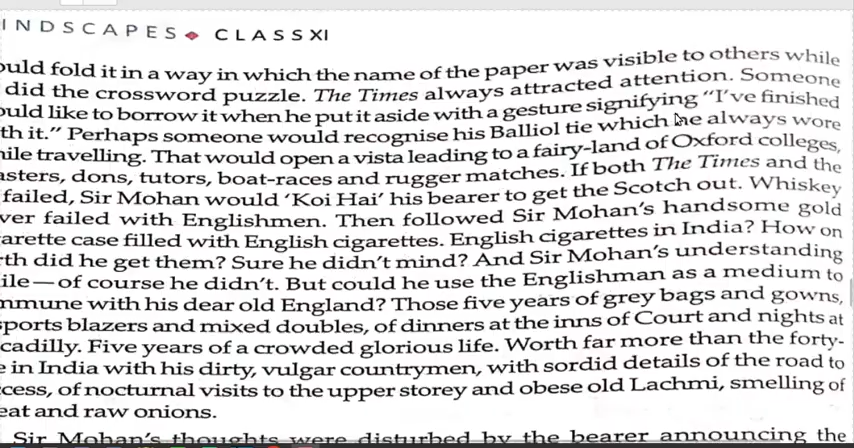 INDSCAPES ◆ CLASS XI
ould fold it in a way in which the name of the paper was visible to others while
did the crossword puzzle. The Times always attracted attention. Someone
ould like to borrow it when he put it aside with a gesture signifying “I’ve finished
th it.” Perhaps someone would recognise his Balliol tie which he always wore
ile travelling. That would open a vista leading to a fairy-land of Oxford colleges,
asters, dons, tutors, boat-races and rugger matches. If both The Times and the
failed, Sir Mohan would ‘Koi Hai’ his bearer to get the Scotch out. Whiskey
ver failed with Englishmen. Then followed Sir Mohan’s handsome gold
arette case filled with English cigarettes. English cigarettes in India? How on
rth did he get them? Sure he didn’t mind? And Sir Mohan’s understanding
ile—of course he didn’t. But could he use the Englishman as a medium to
mmune with his dear old England? Those five years of grey bags and gowns,
sports blazers and mixed doubles, of dinners at the inns of Court and nights at
cadilly. Five years of a crowded glorious life. Worth far more than the forty-
e in India with his dirty, vulgar countrymen, with sordid details of the road to
ccess, of nocturnal visits to the upper storey and obese old Lachmi, smelling of
eat and raw onions.
Sir Mohan’s thoughts were disturbed by the bearer announcing the